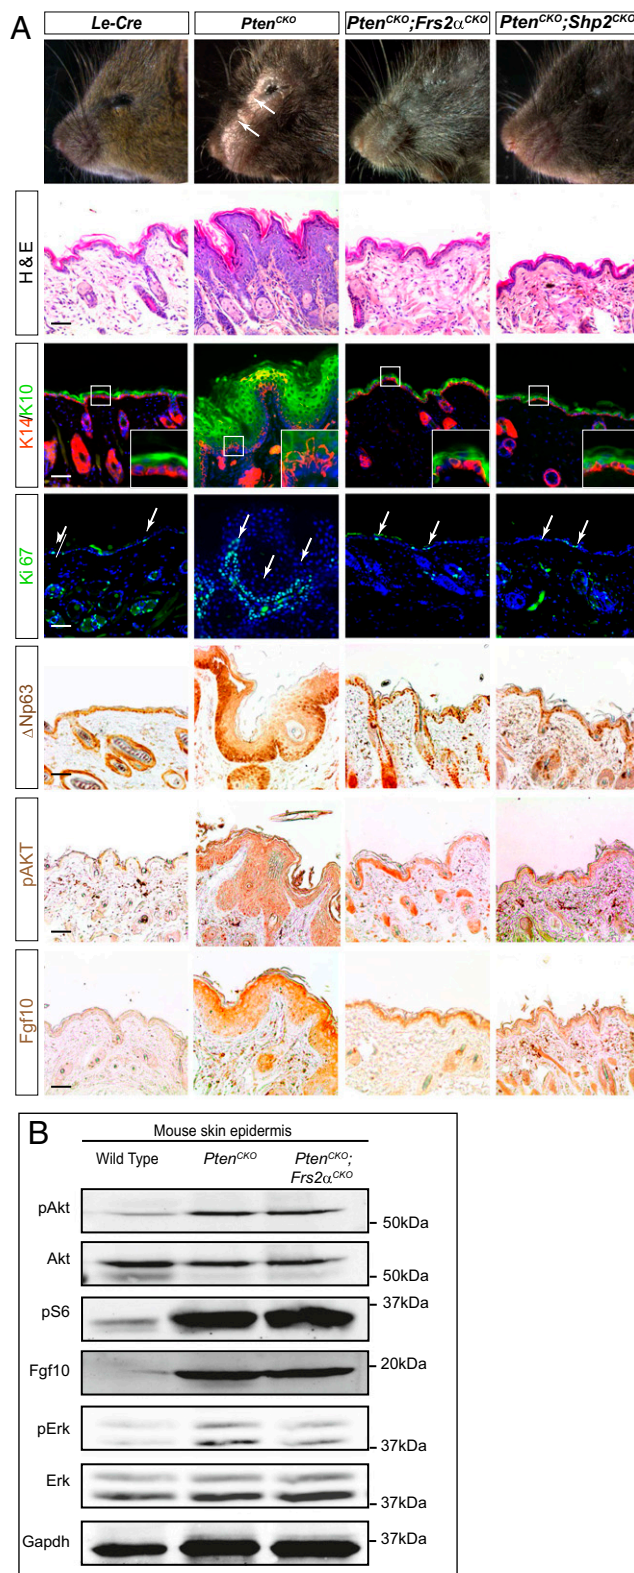 A
Le-Cre
Pten^CKO
Pten^CKO;Frs2α^CKO
Pten^CKO;Shp2^CKO
H & E
K14/K10
Ki 67
ΔNp63
pAKT
Fgf10
B
Mouse skin epidermis
Wild Type
Pten^CKO
Pten^CKO;
Frs2α^CKO
pAkt
50kDa
Akt
50kDa
pS6
37kDa
Fgf10
20kDa
pErk
37kDa
Erk
37kDa
Gapdh
37kDa